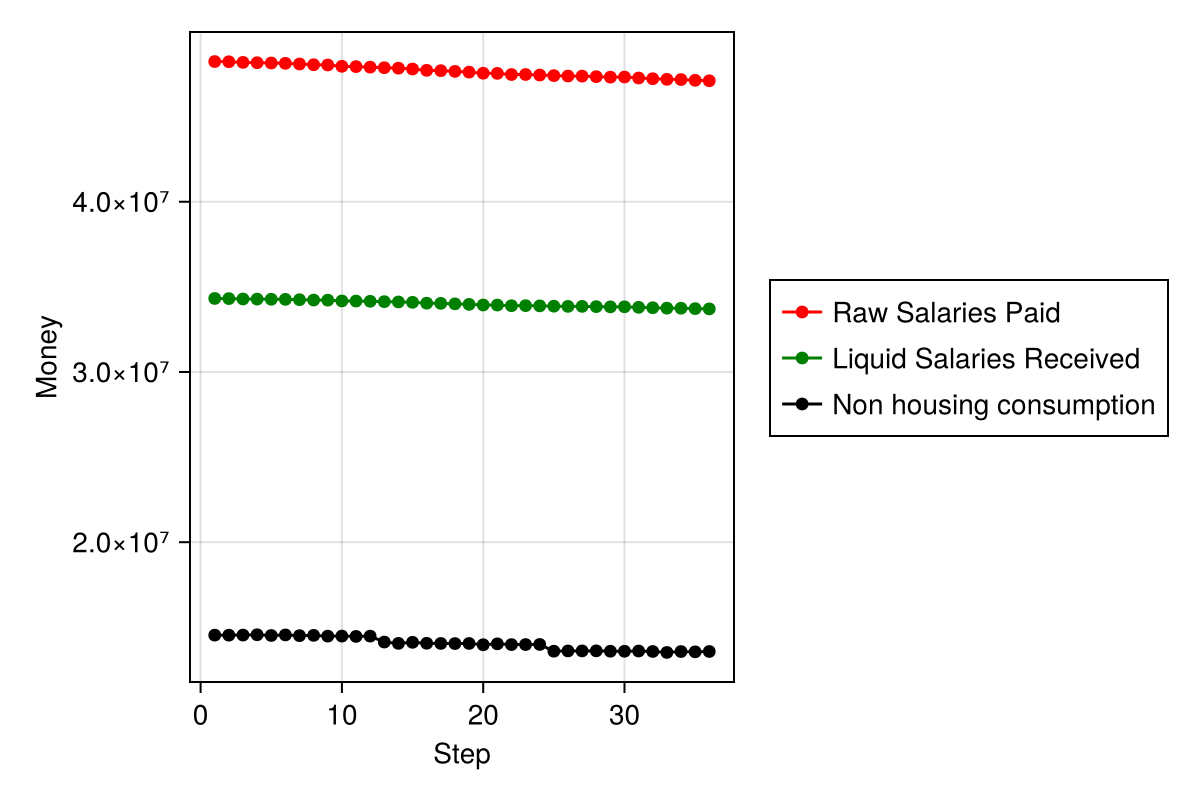 4.0×10⁷
3.0×10⁷
2.0×10⁷
Money
0 10 20 30
Step
Raw Salaries Paid
Liquid Salaries Received
Non housing consumption